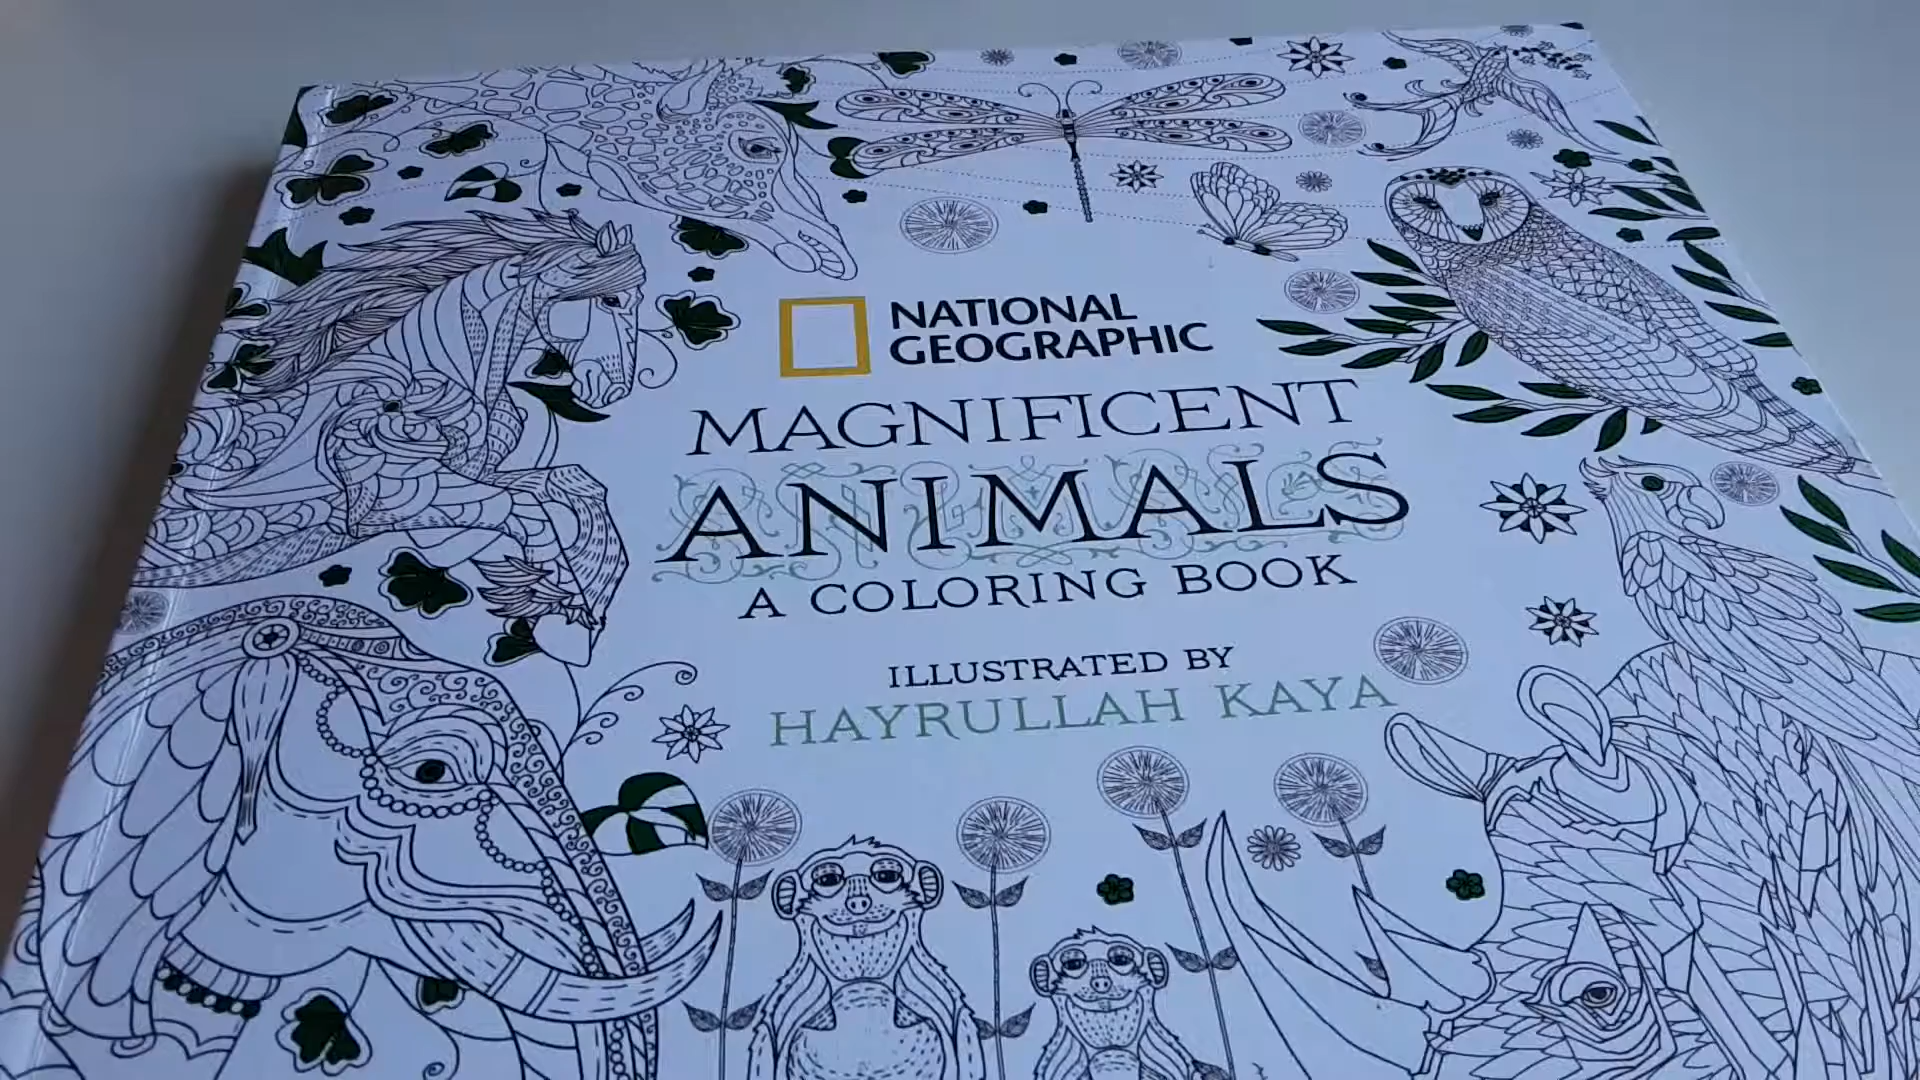 NATIONAL
GEOGRAPHIC
MAGNIFICENT
ANIMALS
A COLORING BOOK
ILLUSTRATED BY
HAYRULLAH KAYA